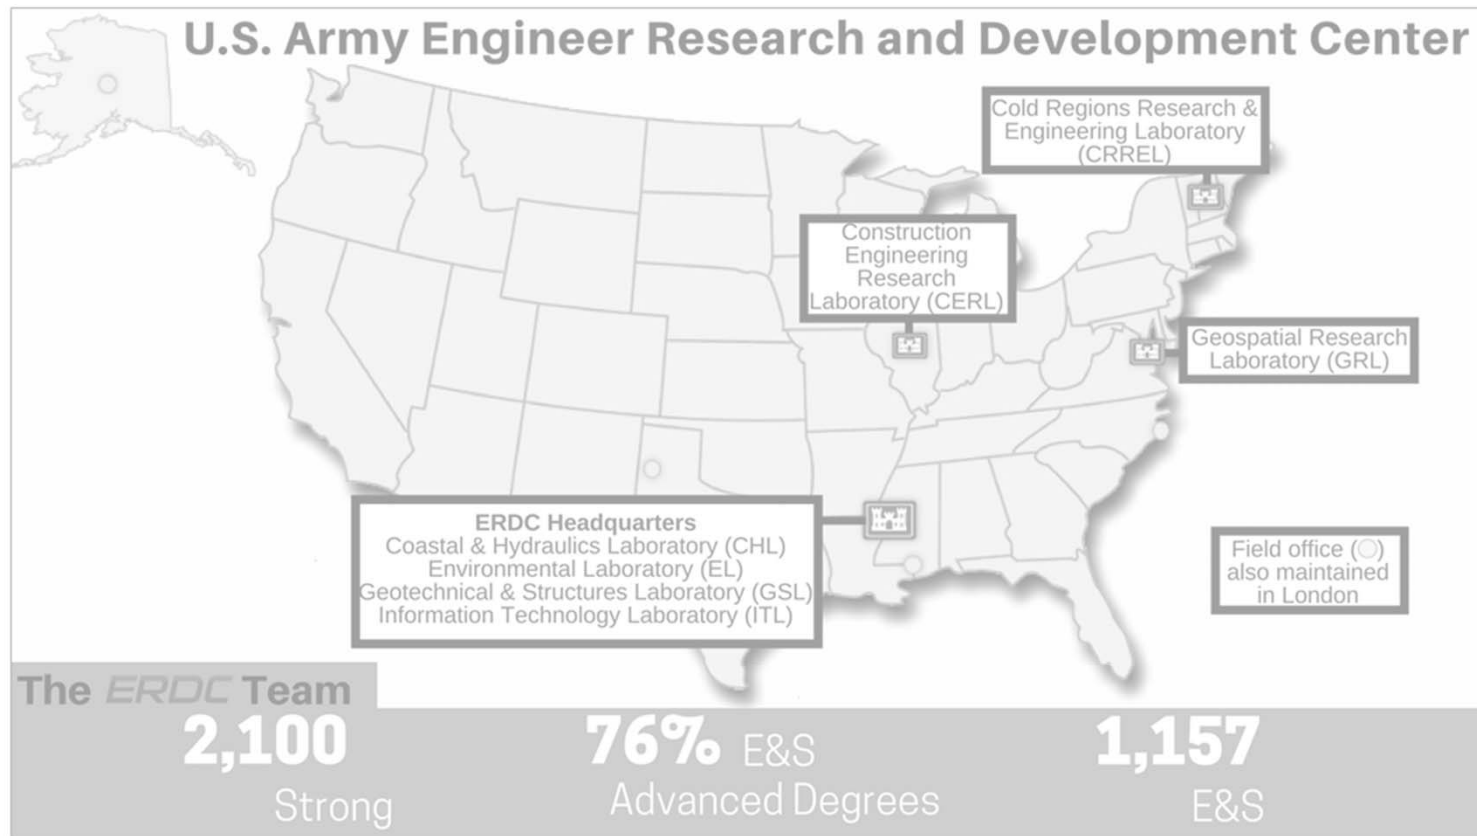 U.S. Army Engineer Research and Development Center
Cold Regions Research &
Engineering Laboratory
(CRREL)
Construction
Engineering
Research
Laboratory (CERL)
Geospatial Research
Laboratory (GRL)
ERDC Headquarters
Coastal & Hydraulics Laboratory (CHL)
Environmental Laboratory (EL)
Geotechnical & Structures Laboratory (GSL)
Information Technology Laboratory (ITL)
Field office (○)
also maintained
in London
The ERDC Team
2,100
Strong
76% E&S
Advanced Degrees
1,157
E&S